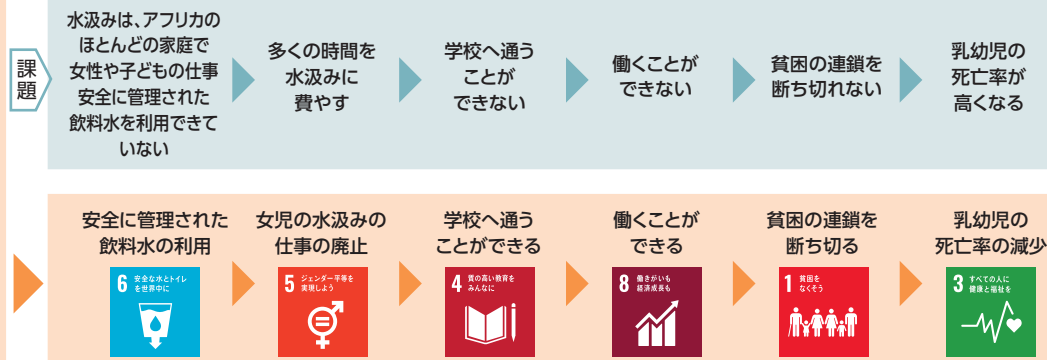 課題
水汲みは、アフリカの
ほとんどの家庭で
女性や子どもの仕事
安全に管理された
飲料水を利用できて
いない
多くの時間を
水汲みに
費やす
学校へ通う
ことが
できない
働くことが
できない
貧困の連鎖を
断ち切れない
乳幼児の
死亡率が
高くなる
安全に管理された
飲料水の利用
6 安全な水とトイレ
を世界中に
女児の水汲みの
仕事の廃止
5 ジェンダー平等を
実現しよう
学校へ通う
ことができる
4 質の高い教育を
みんなに
働くことが
できる
8 働きがいも
経済成長も
貧困の連鎖を
断ち切る
1 貧困を
なくそう
乳幼児の
死亡率の減少
3 すべての人に
健康と福祉を